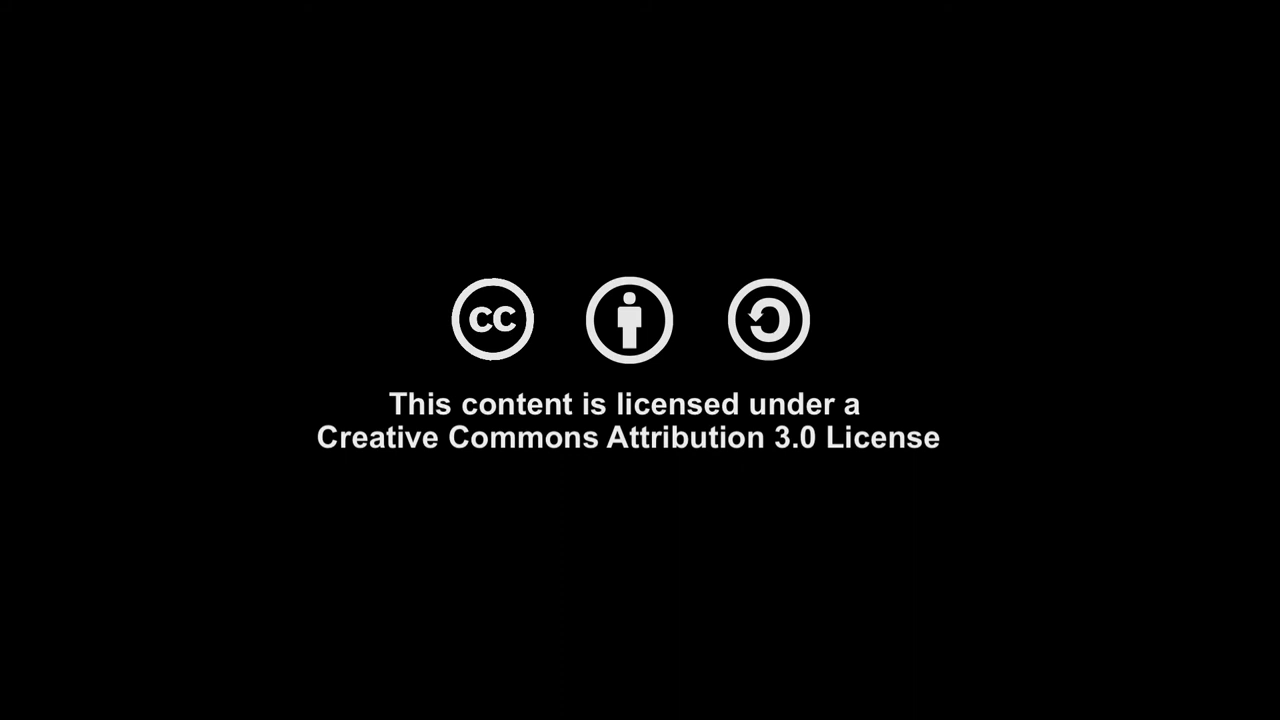 cc
This content is licensed under a
Creative Commons Attribution 3.0 License